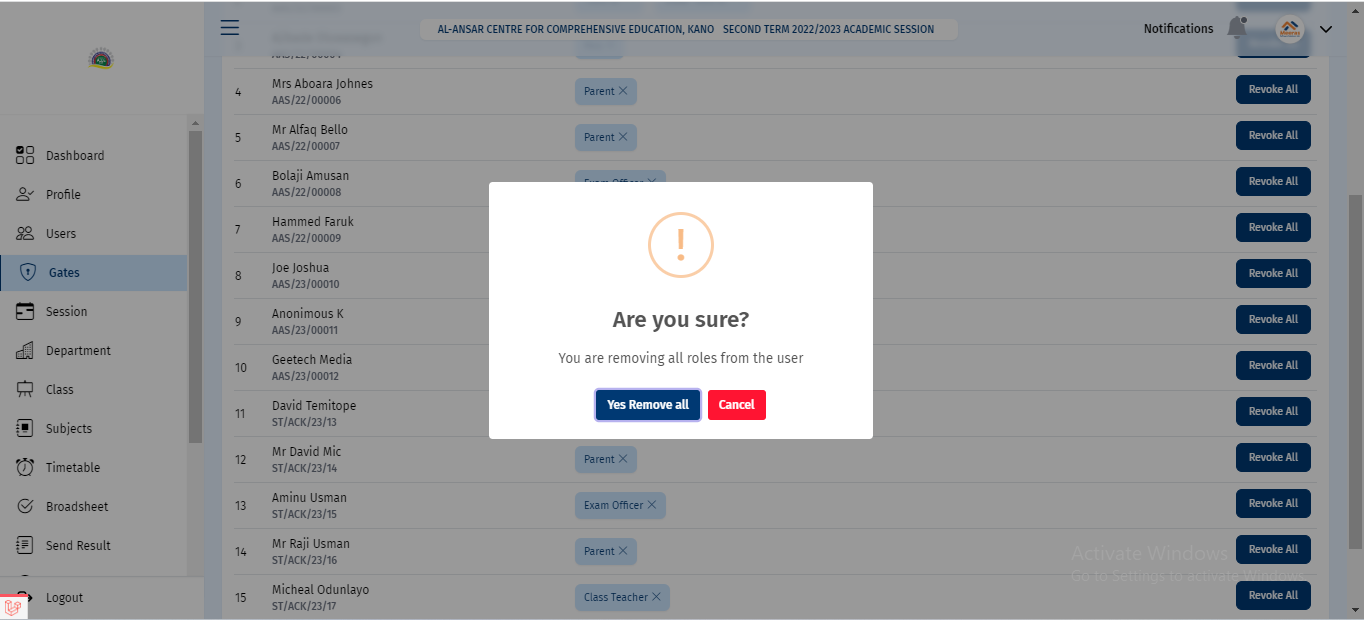 AL-ANSAR CENTRE FOR COMPREHENSIVE EDUCATION, KANO SECOND TERM 2022/2023 ACADEMIC SESSION
Notifications
Dashboard
Profile
Users
Gates
Session
Department
Class
Subjects
Timetable
Broadsheet
Send Result
Logout
4 Mrs Aboara Johnes Parent Revoke All
AAS/22/00006
5 Mr Alfaq Bello Parent Revoke All
AAS/22/00007
6 Bolaji Amusan Exam Officer Revoke All
AAS/22/00008
7 Hammed Faruk Revoke All
AAS/22/00009
8 Joe Joshua Revoke All
AAS/23/00010
9 Anonimous K Revoke All
AAS/23/00011
10 Geetech Media Revoke All
AAS/23/00012
11 David Temitope Revoke All
ST/ACK/23/13
12 Mr David Mic Parent Revoke All
ST/ACK/23/14
13 Aminu Usman Exam Officer Revoke All
ST/ACK/23/15
14 Mr Raji Usman Parent Revoke All
ST/ACK/23/16
15 Micheal Odunlayo Class Teacher Revoke All
ST/ACK/23/17
!
Are you sure?
You are removing all roles from the user
Yes Remove all Cancel
Activate Windows
Go to Settings to activate Windows.